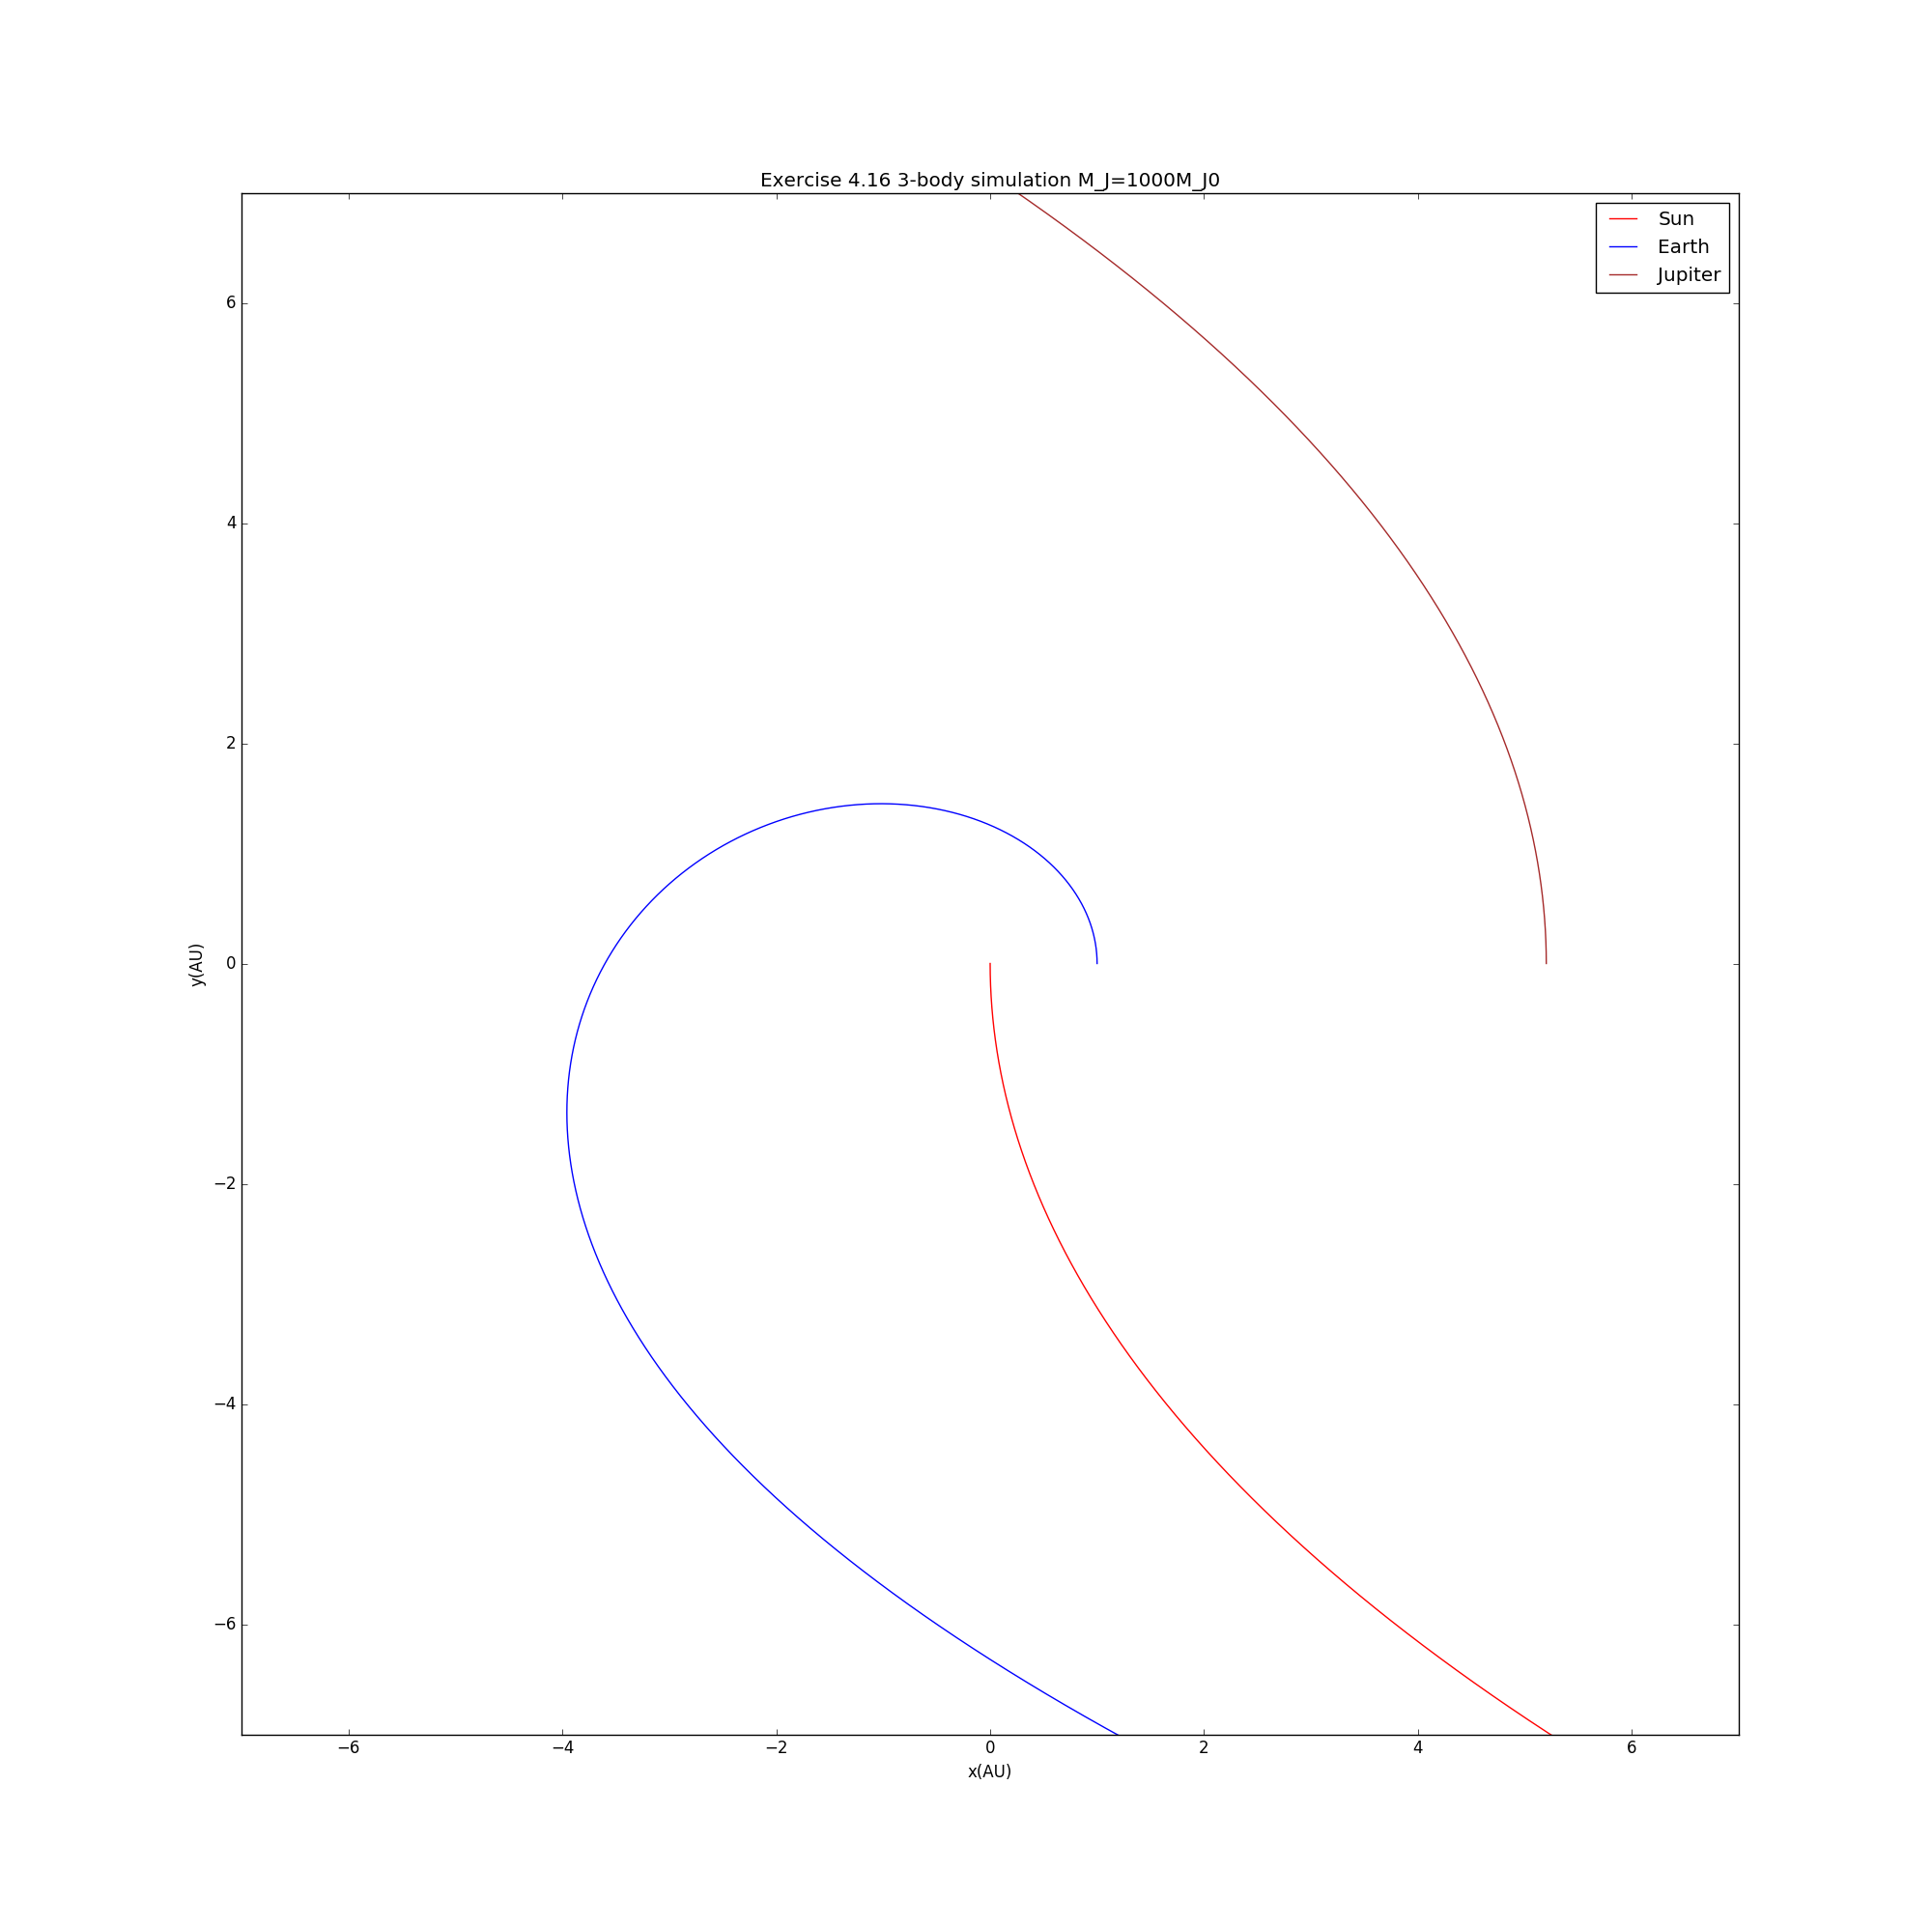 Exercise 4.16 3-body simulation M_J=1000M_J0
Sun
Earth
Jupiter
6
4
2
0
−2
−4
−6
y(AU)
−6 −4 −2 0 2 4 6
x(AU)